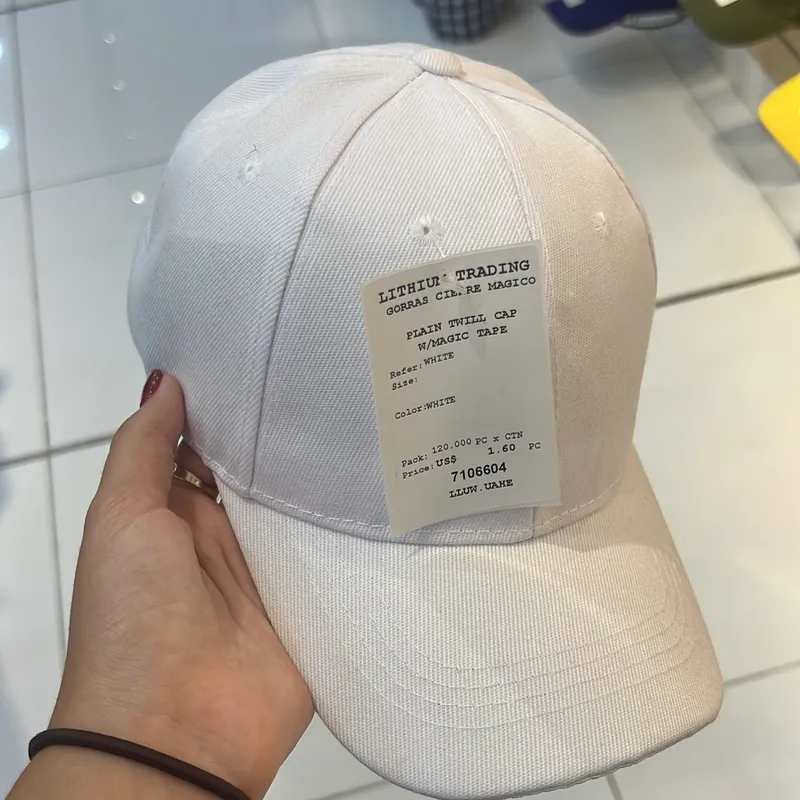 LITHIUM TRADING
GORRAS CIERRE MAGICO
PLAIN TWILL CAP
W/MAGIC TAPE
Refer:WHITE
Size:
Color:WHITE
Pack: 120.000 PC x CTN
Price: US$ 1.60 PC
7106604
LLUW.UAHE